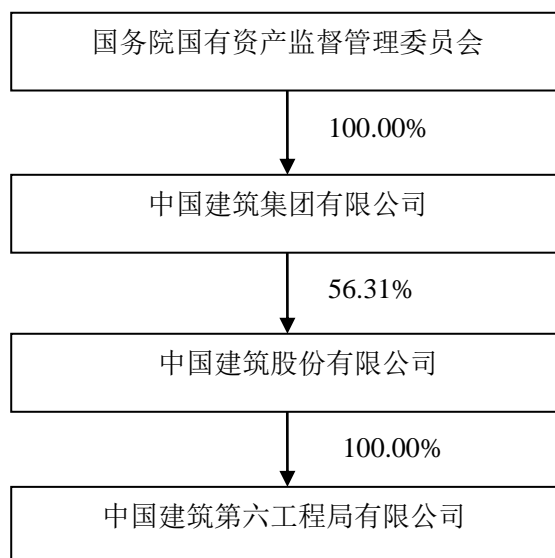 国务院国有资产监督管理委员会
100.00%
中国建筑集团有限公司
56.31%
中国建筑股份有限公司
100.00%
中国建筑第六工程局有限公司